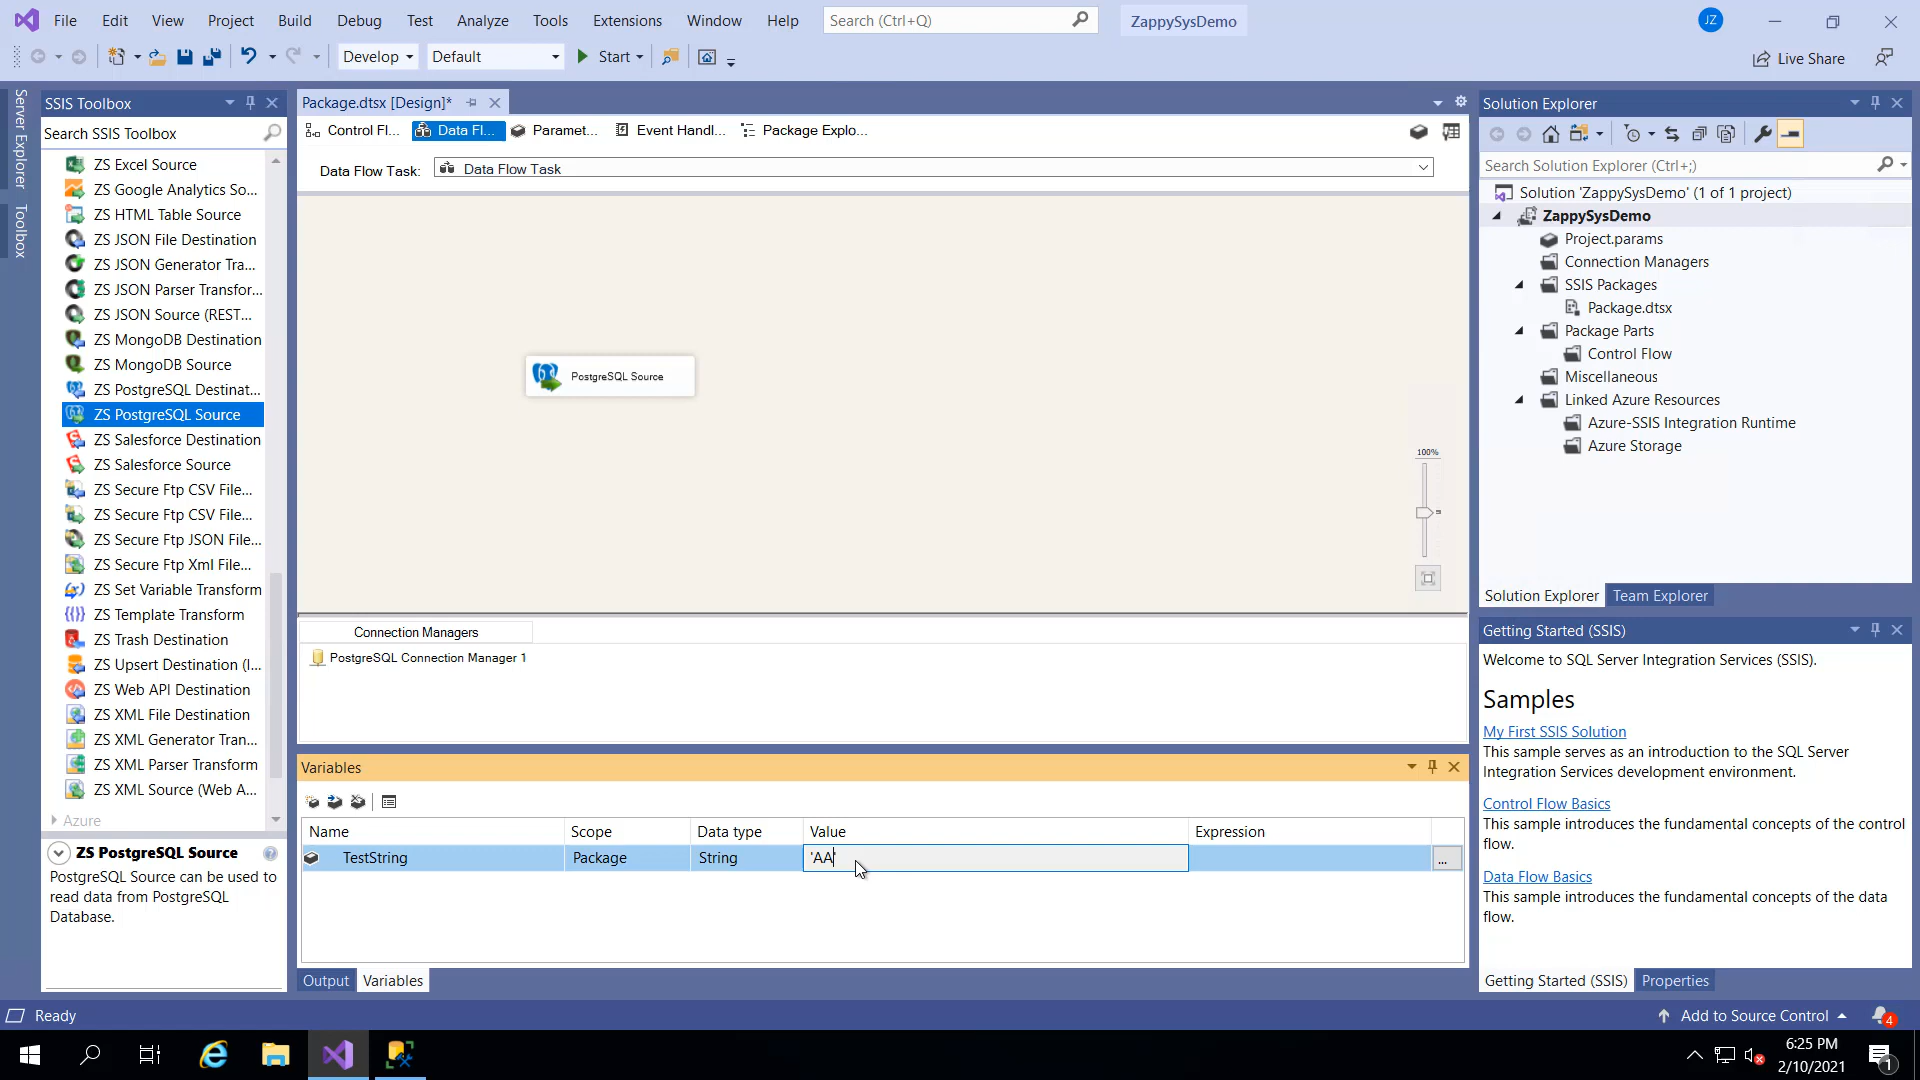 File Edit View Project Build Debug Test Analyze Tools Extensions Window Help Search (Ctrl+Q) ZappySysDemo JZ
Develop Default Start Live Share
Server Explorer
Toolbox
SSIS Toolbox
Search SSIS Toolbox
ZS Excel Source
ZS Google Analytics So...
ZS HTML Table Source
ZS JSON File Destination
ZS JSON Generator Tra...
ZS JSON Parser Transfor...
ZS JSON Source (REST...
ZS MongoDB Destination
ZS MongoDB Source
ZS PostgreSQL Destinat...
ZS PostgreSQL Source
ZS Salesforce Destination
ZS Salesforce Source
ZS Secure Ftp CSV File...
ZS Secure Ftp CSV File...
ZS Secure Ftp JSON File...
ZS Secure Ftp Xml File...
ZS Set Variable Transform
ZS Template Transform
ZS Trash Destination
ZS Upsert Destination (I...
ZS Web API Destination
ZS XML File Destination
ZS XML Generator Tran...
ZS XML Parser Transform
ZS XML Source (Web A...
Azure
ZS PostgreSQL Source
PostgreSQL Source can be used to
read data from PostgreSQL
Database.
Package.dtsx [Design]*
Control Fl... Data Fl... Paramet... Event Handl... Package Explo...
Data Flow Task: Data Flow Task
PostgreSQL Source
100%
Connection Managers
PostgreSQL Connection Manager 1
Variables
Name Scope Data type Value Expression
TestString Package String 'AA' ...
Output Variables
Solution Explorer
Search Solution Explorer (Ctrl+;)
Solution 'ZappySysDemo' (1 of 1 project)
ZappySysDemo
Project.params
Connection Managers
SSIS Packages
Package.dtsx
Package Parts
Control Flow
Miscellaneous
Linked Azure Resources
Azure-SSIS Integration Runtime
Azure Storage
Solution Explorer Team Explorer
Getting Started (SSIS)
Welcome to SQL Server Integration Services (SSIS).
Samples
My First SSIS Solution
This sample serves as an introduction to the SQL Server
Integration Services development environment.
Control Flow Basics
This sample introduces the fundamental concepts of the control
flow.
Data Flow Basics
This sample introduces the fundamental concepts of the data
flow.
Getting Started (SSIS) Properties
Ready
Add to Source Control 4
6:25 PM
2/10/2021
1